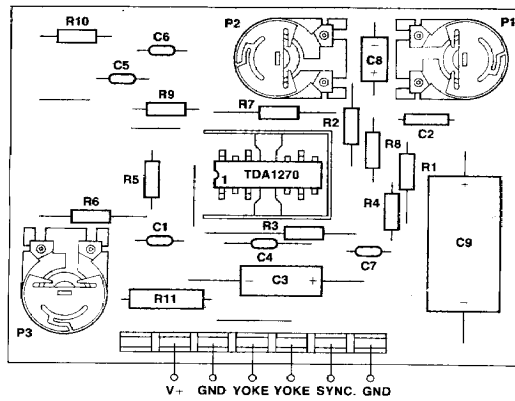 R10
P2
P1
C6
C8
C5
R9
R7
R2
C2
R8
R1
1 TDA1270
R5
R4
R6
R3
C1
C4
C7
C9
C3
R11
P3
V+ GND YOKE YOKE SYNC. GND